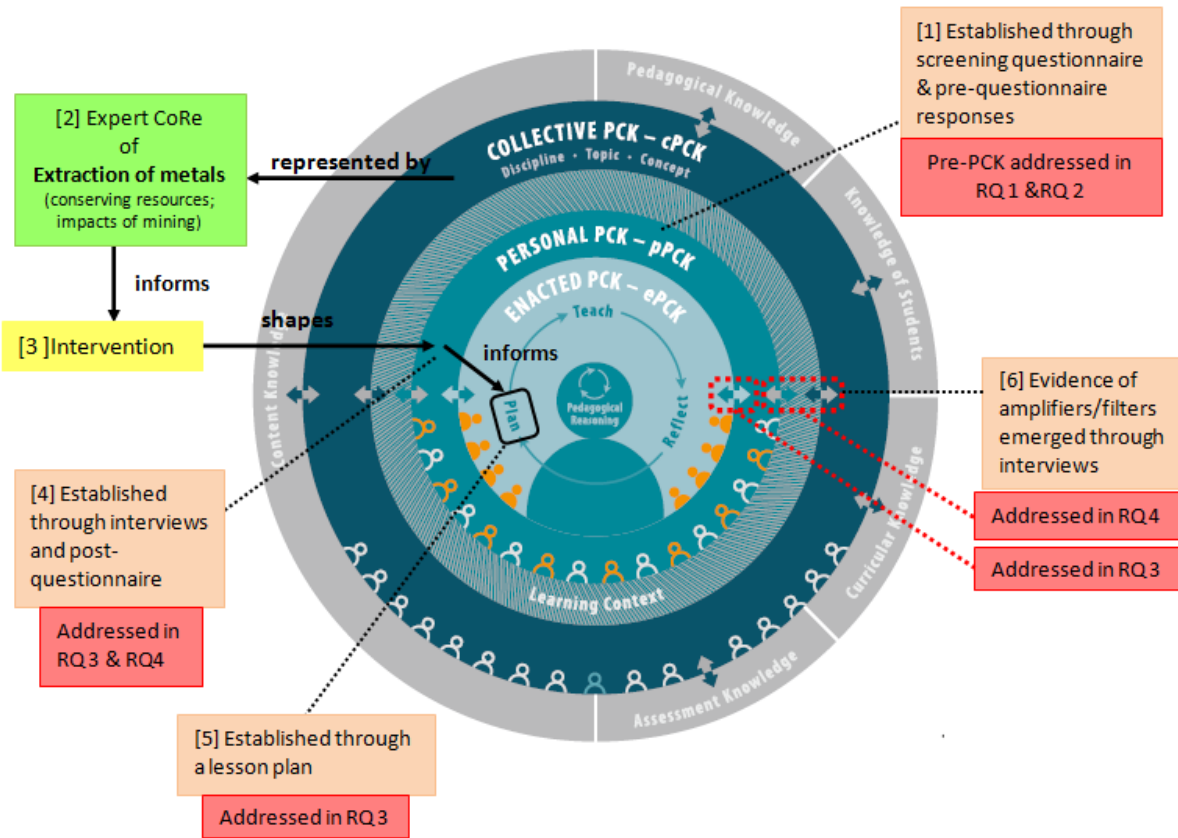 [1] Established through
screening questionnaire
& pre-questionnaire
responses
Pre-PCK addressed in
RQ 1 &RQ 2
[2] Expert CoRe
of
Extraction of metals
(conserving resources;
impacts of mining)
represented by
informs
[3 ]Intervention
shapes
informs
[4] Established
through interviews
and post-
questionnaire
Addressed in
RQ 3 & RQ4
[5] Established through
a lesson plan
Addressed in RQ 3
[6] Evidence of
amplifiers/filters
emerged through
interviews
Addressed in RQ 4
Addressed in RQ 3
Pedagogical Knowledge
Knowledge of Students
Curricular Knowledge
Assessment Knowledge
Content Knowledge
COLLECTIVE PCK – cPCK
Discipline · Topic · Concept
PERSONAL PCK – pPCK
ENACTED PCK – ePCK
Teach
Plan
Reflect
Pedagogical
Reasoning
Learning Context